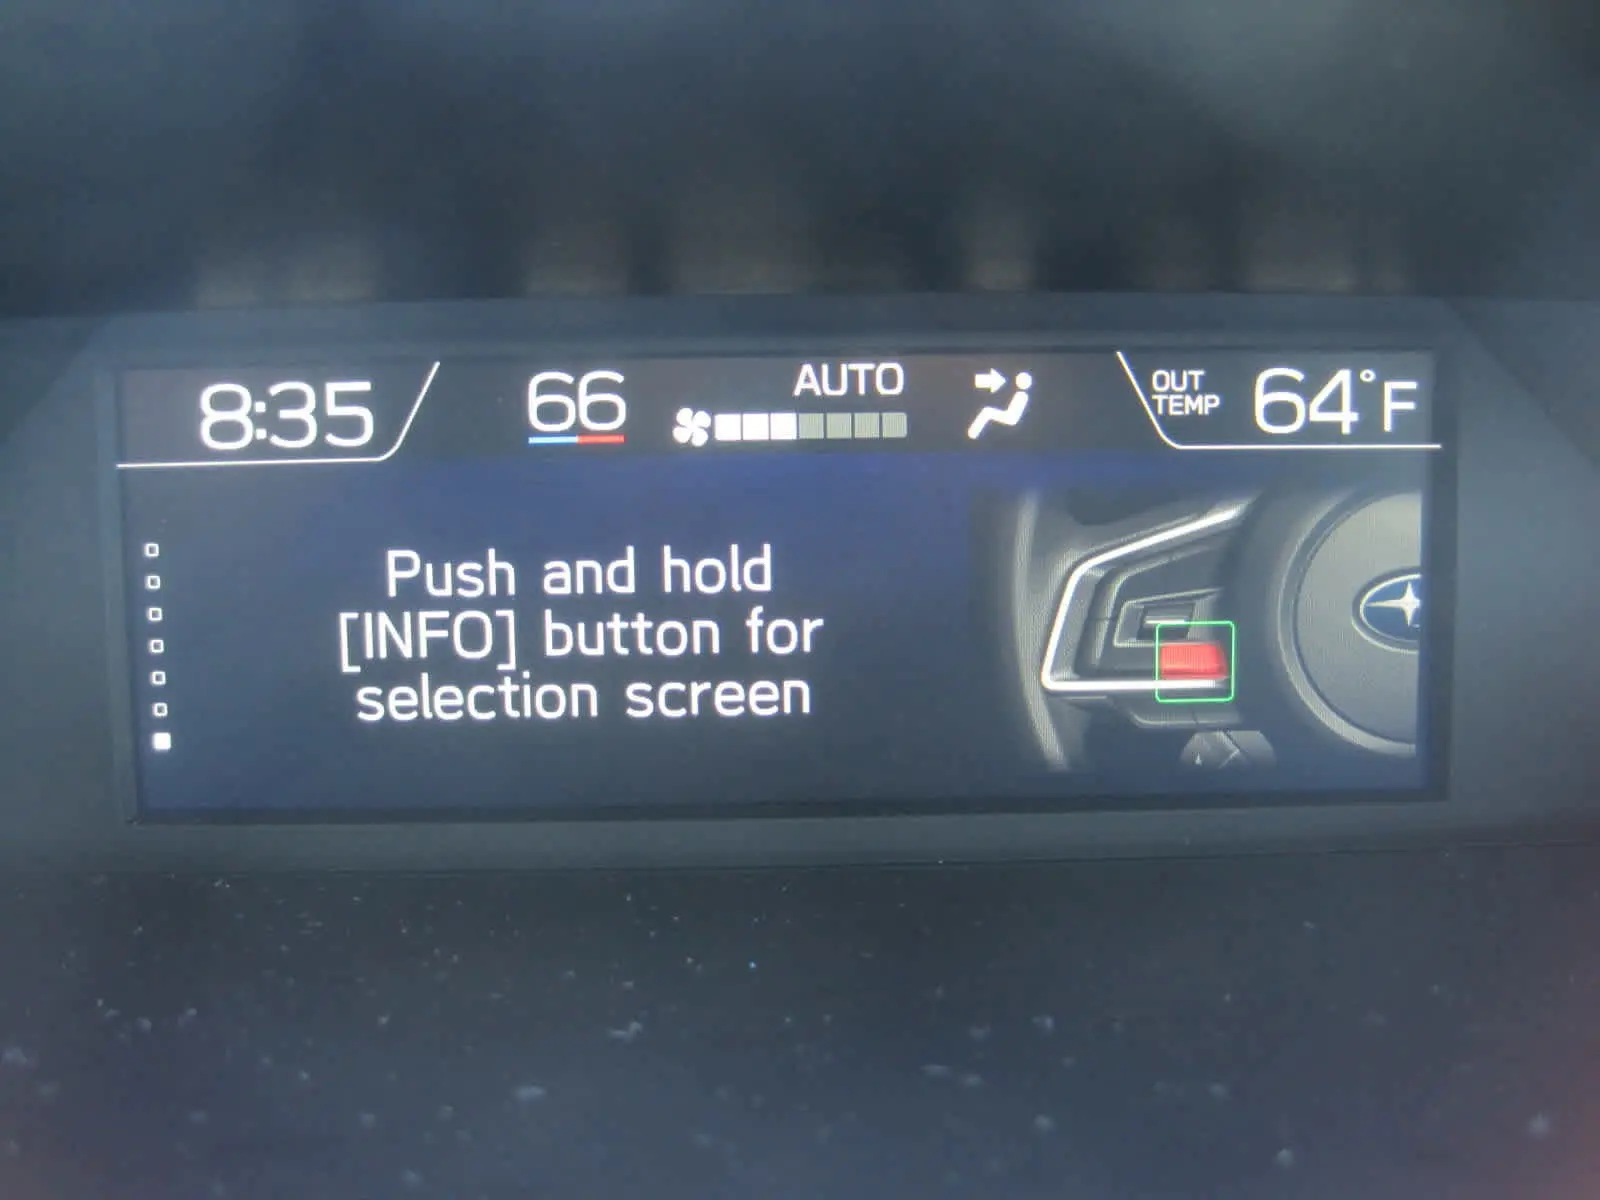 8:35
66
AUTO
OUT
TEMP
64°F
Push and hold
[INFO] button for
selection screen